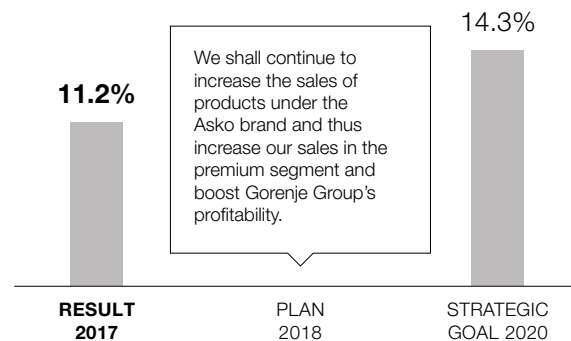 14.3%
We shall continue to
increase the sales of
products under the
Asko brand and thus
increase our sales in the
premium segment and
boost Gorenje Group’s
profitability.
11.2%
RESULT
2017
PLAN
2018
STRATEGIC
GOAL 2020